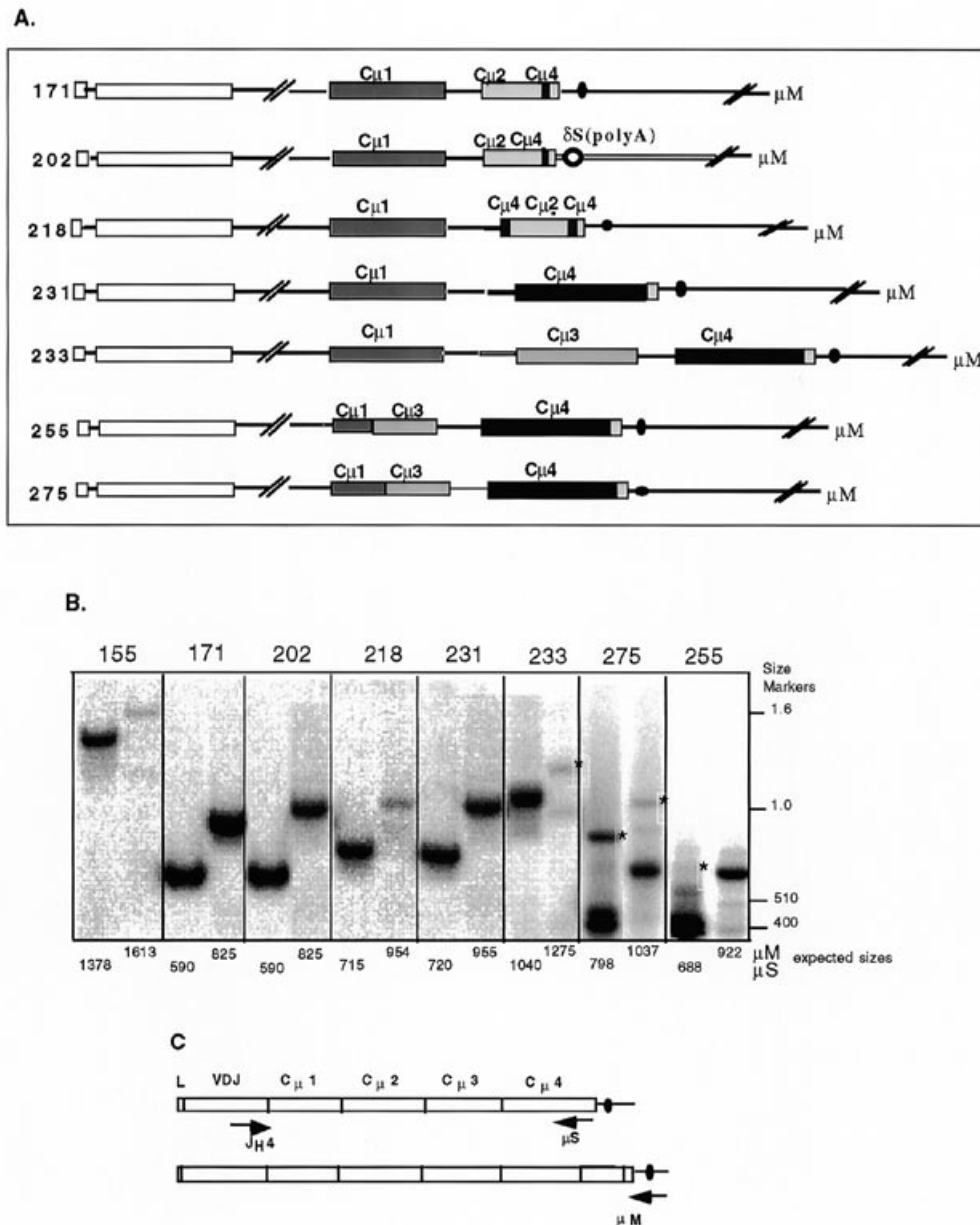 A.
Cμ1 Cμ2 Cμ4
171 μM
δS(polyA)
Cμ1 Cμ2 Cμ4
202 μM
Cμ1 Cμ4 Cμ2 Cμ4
218 μM
Cμ1 Cμ4
231 μM
Cμ1 Cμ3 Cμ4
233 μM
Cμ1 Cμ3 Cμ4
255 μM
Cμ1 Cμ3 Cμ4
275 μM
B.
155 171 202 218 231 233 275 255
Size
Markers
1.6
*
*
1.0
*
*
510
400
1378 1613 590 825 590 825 715 954 720 955 1040 1275 798 1037 688 922
μM
μS expected sizes
C
L VDJ Cμ1 Cμ2 Cμ3 Cμ4
JH4 μS
μM